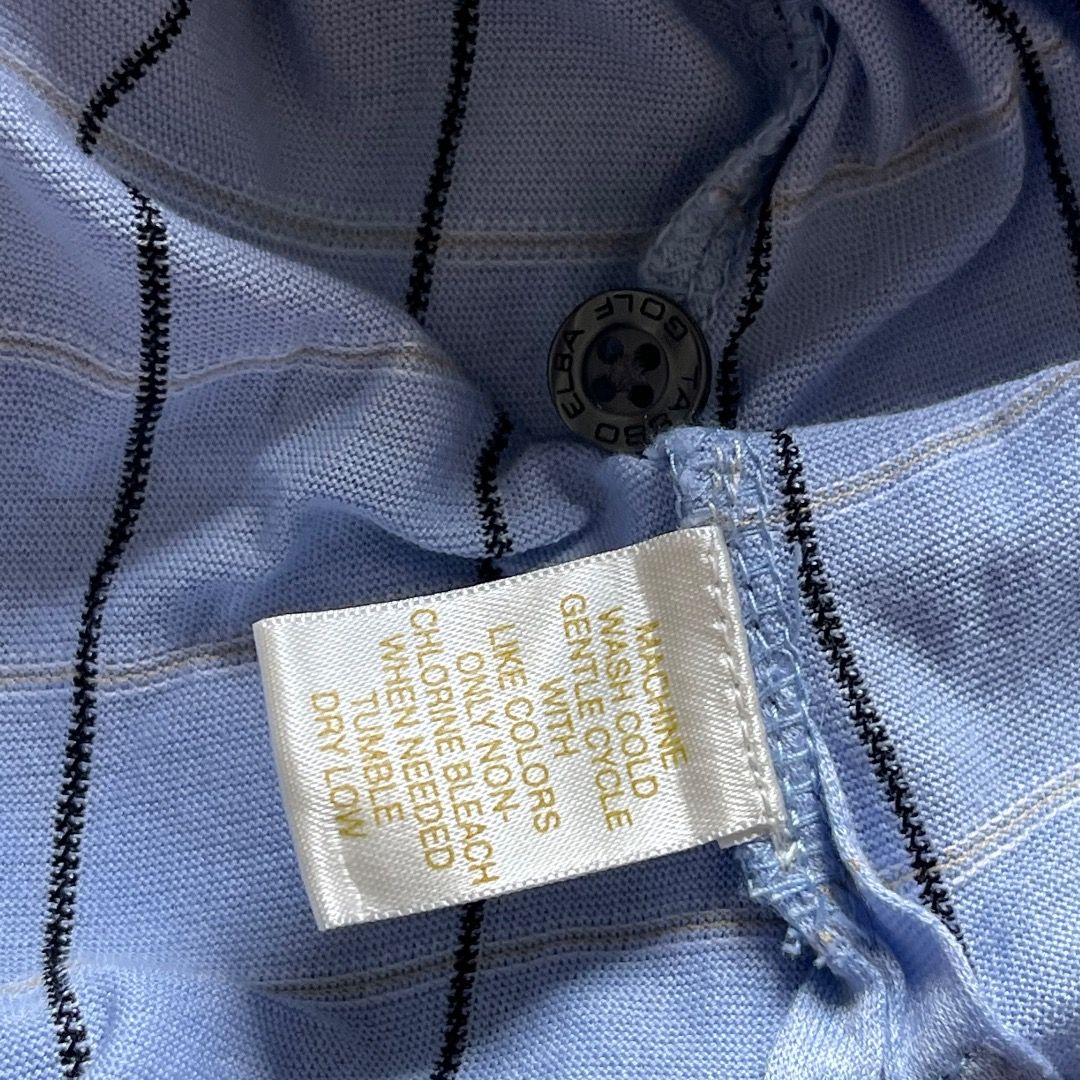 TASSO ELBA
GOLF
MACHINE
WASH COLD
GENTLE CYCLE
WITH
LIKE COLORS
ONLY NON-
CHLORINE BLEACH
WHEN NEEDED
TUMBLE
DRY LOW